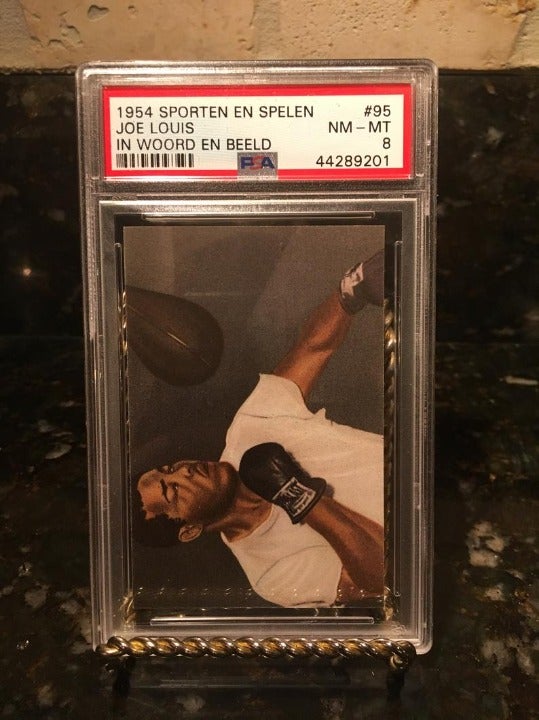 1954 SPORTEN EN SPELEN #95
JOE LOUIS NM - MT
IN WOORD EN BEELD 8
PSA 44289201